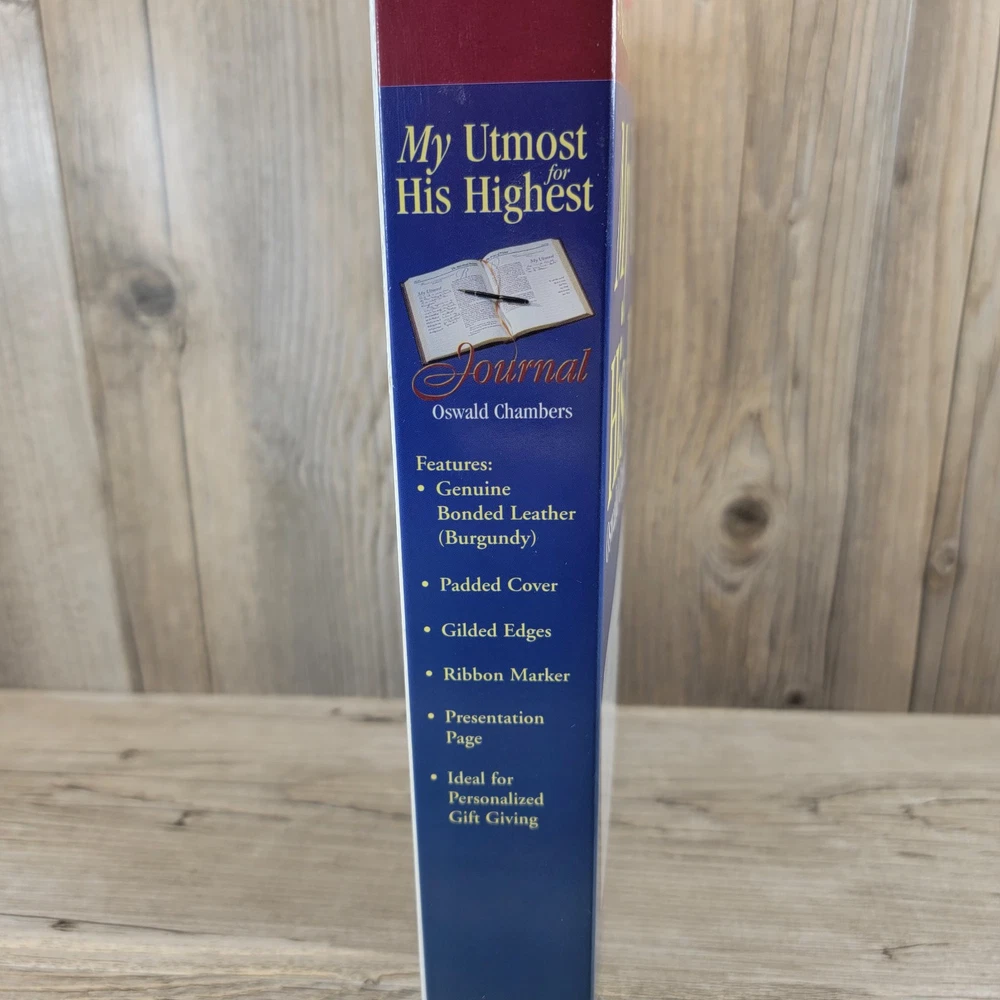 My Utmost
for
His Highest
Journal
Oswald Chambers
Features:
• Genuine
Bonded Leather
(Burgundy)
• Padded Cover
• Gilded Edges
• Ribbon Marker
• Presentation
Page
• Ideal for
Personalized
Gift Giving